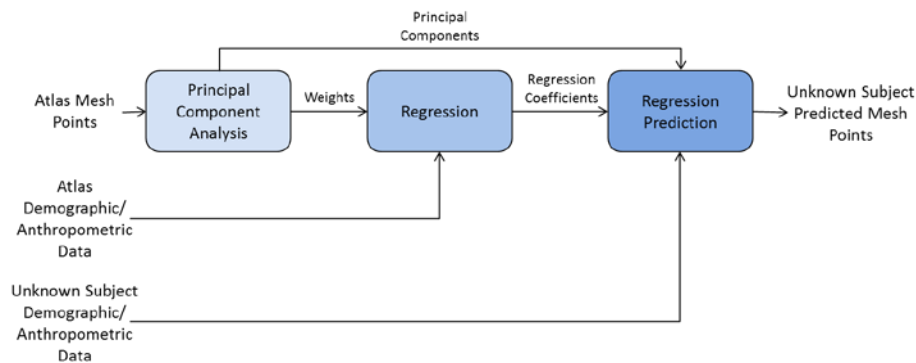 Principal
Components
Atlas Mesh
Points
Principal
Component
Analysis
Weights
Regression
Regression
Coefficients
Regression
Prediction
Unknown Subject
Predicted Mesh
Points
Atlas
Demographic/
Anthropometric
Data
Unknown Subject
Demographic/
Anthropometric
Data